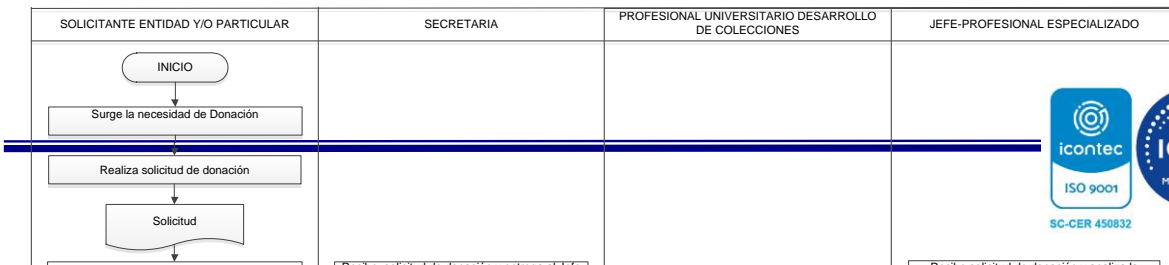 SOLICITANTE ENTIDAD Y/O PARTICULAR
SECRETARIA
PROFESIONAL UNIVERSITARIO DESARROLLO
DE COLECCIONES
JEFE-PROFESIONAL ESPECIALIZADO
INICIO
Surge la necesidad de Donación
Realiza solicitud de donación
Solicitud
icontec
ISO 9001
SC-CER 450832